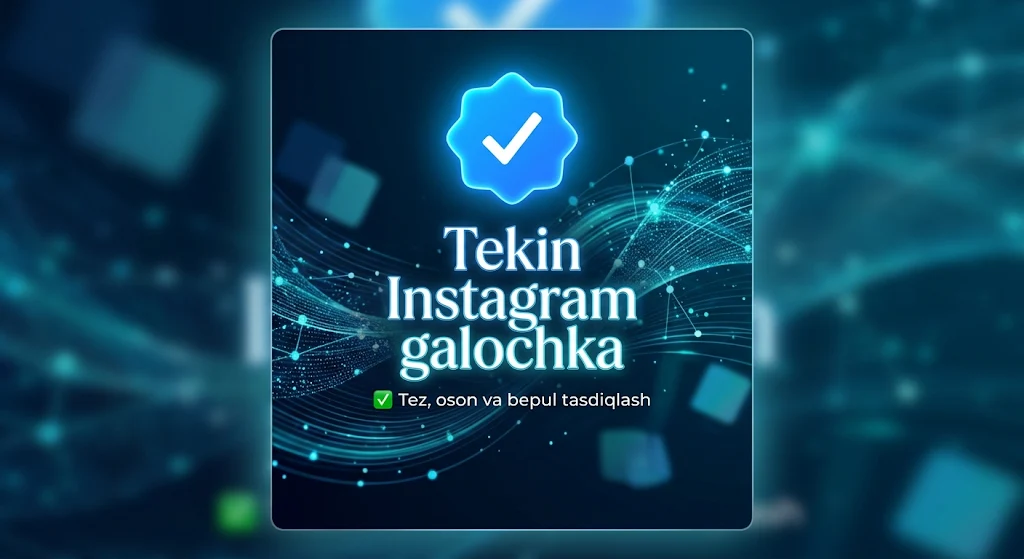 Tekin
Instagram
galochka
✅ Tez, oson va bepul tasdiqlash